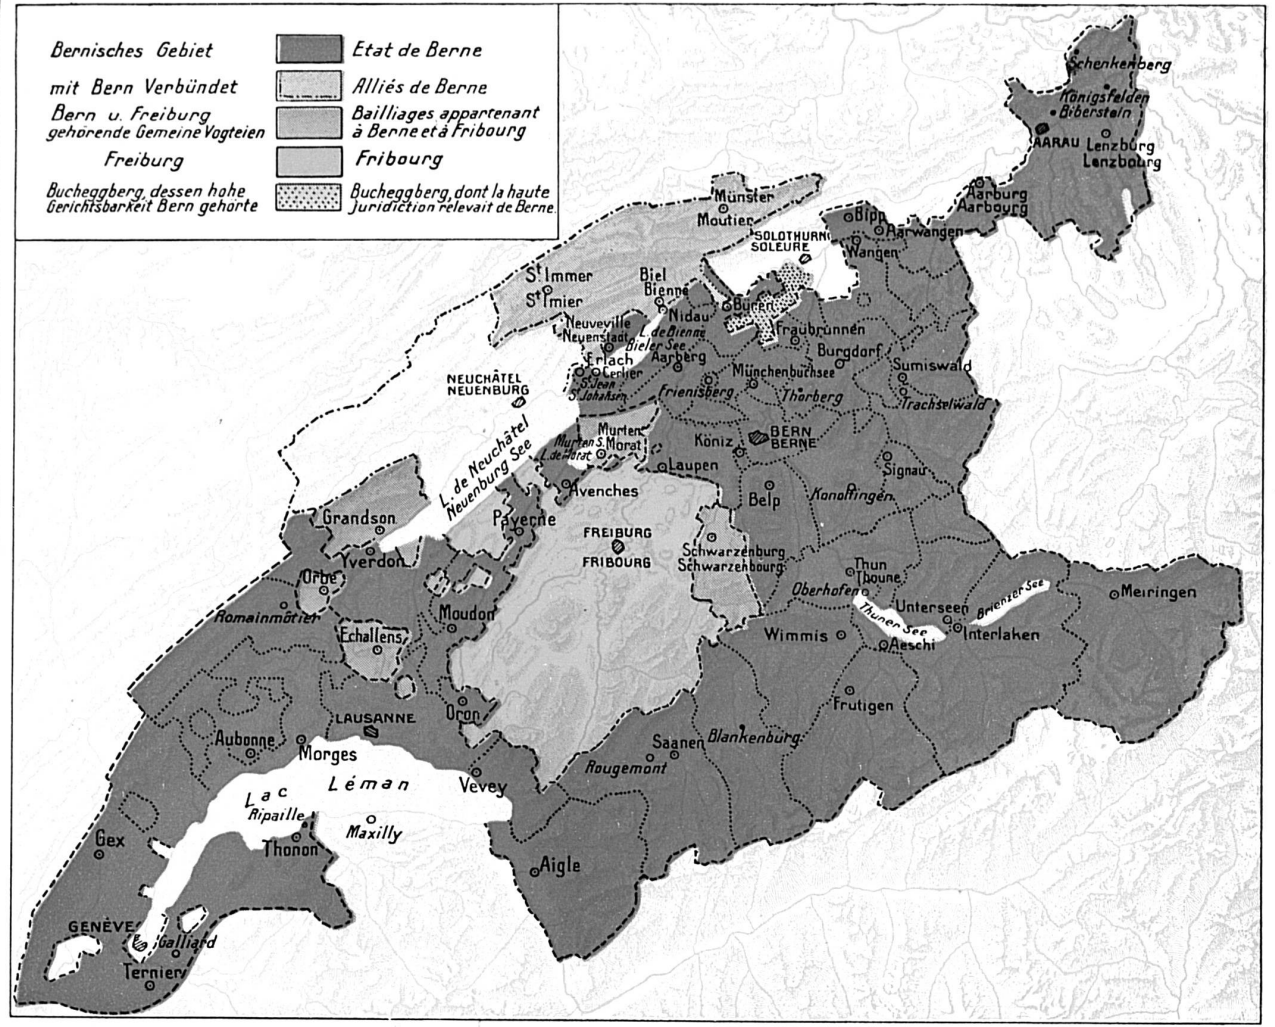 Bernisches Gebiet
Etat de Berne
mit Bern Verbündet
Alliés de Berne
Bern u. Freiburg
gehörende Gemeine Vogteien
Bailliages appartenant
à Berne et à Fribourg
Freiburg
Fribourg
Bucheggberg, dessen hohe
Gerichtsbarkeit Bern gehörte
Bucheggberg, dont la haute
Juridiction relevait de Berne.
Schenkenberg
Königsfelden
Biberstein
AARAU
Lenzburg
Lenzbourg
Aarburg
Aarbourg
Münster
Moutier
Bipp
Aarwangen
Wangen
SOLOTHURN
SOLEURE
St Immer
St Imier
Biel
Bienne
Nidau
Büren
Neuveville
Neuenstadt
L. de Bienne
Bieler See
Fraubrunnen
Erlach
Cerlier
St Jean
St Johansen
Aarberg
Burgdorf
Münchenbuchsee
Sumiswald
NEUCHÂTEL
NEUENBURG
Frienisberg
Thorberg
Trachselwald
L. de Neuchâtel
Neuenburg See
Murten S.
L. de Morat
Murten
Morat
Köniz
BERN
BERNE
Laupen
Signau
Avenches
Belp
Konolfingen
Grandson
Payerne
FREIBURG
FRIBOURG
Schwarzenburg
Schwarzenbourg
Yverdon
Orbe
Thun
Thoune
Oberhofen
Romainmôtier
Moudon
Unterseen
Brienzer See
Meiringen
Thuner See
Echallens
Wimmis
Interlaken
Aeschi
Oron
Frutigen
LAUSANNE
Aubonne
Morges
Saanen
Blankenburg
Rougemont
Lac Léman
Vevey
Ripaille
Maxilly
Thonon
Gex
Aigle
GENÈVE
Galliard
Ternier